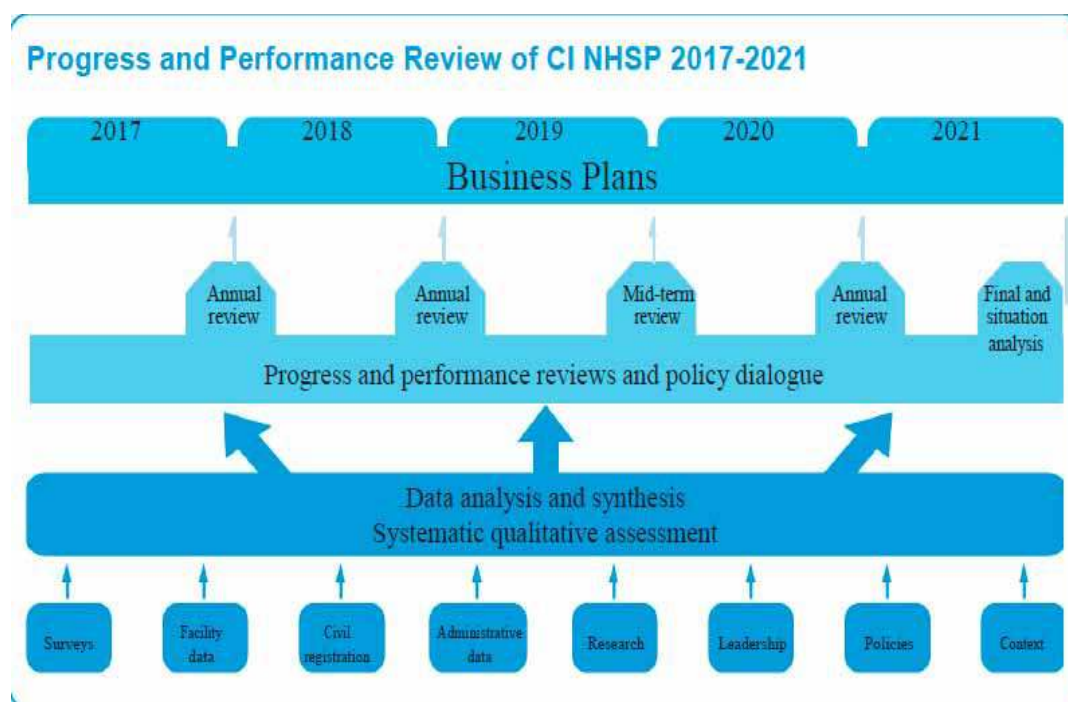 Progress and Performance Review of CI NHSP 2017-2021
2017 2018 2019 2020 2021
Business Plans
Annual review
Annual review
Mid-term review
Annual review
Final and situation analysis
Progress and performance reviews and policy dialogue
Data analysis and synthesis
Systematic qualitative assessment
Surveys
Facility data
Civil registration
Administrative data
Research
Leadership
Policies
Context